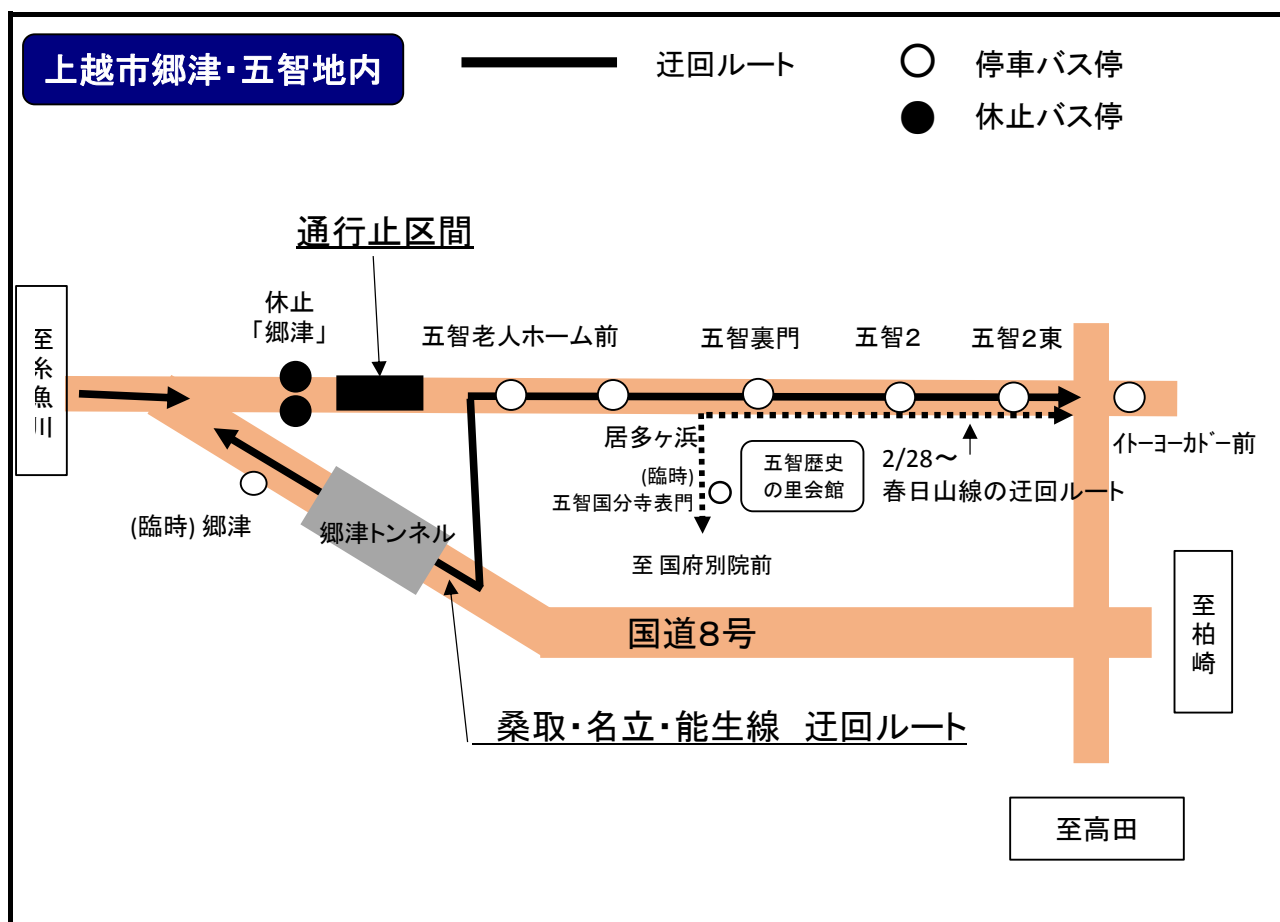 上越市郷津・五智地内
迂回ルート
停車バス停
休止バス停
通行止区間
休止
「郷津」
五智老人ホーム前
五智裏門
五智２
五智２東
至糸魚川
居多ヶ浜
(臨時)
五智国分寺表門
五智歴史
の里会館
2/28～
春日山線の迂回ルート
ｲﾄｰﾖｰｶﾄﾞｰ前
(臨時) 郷津
郷津トンネル
至 国府別院前
国道８号
至柏崎
桑取・名立・能生線　迂回ルート
至高田